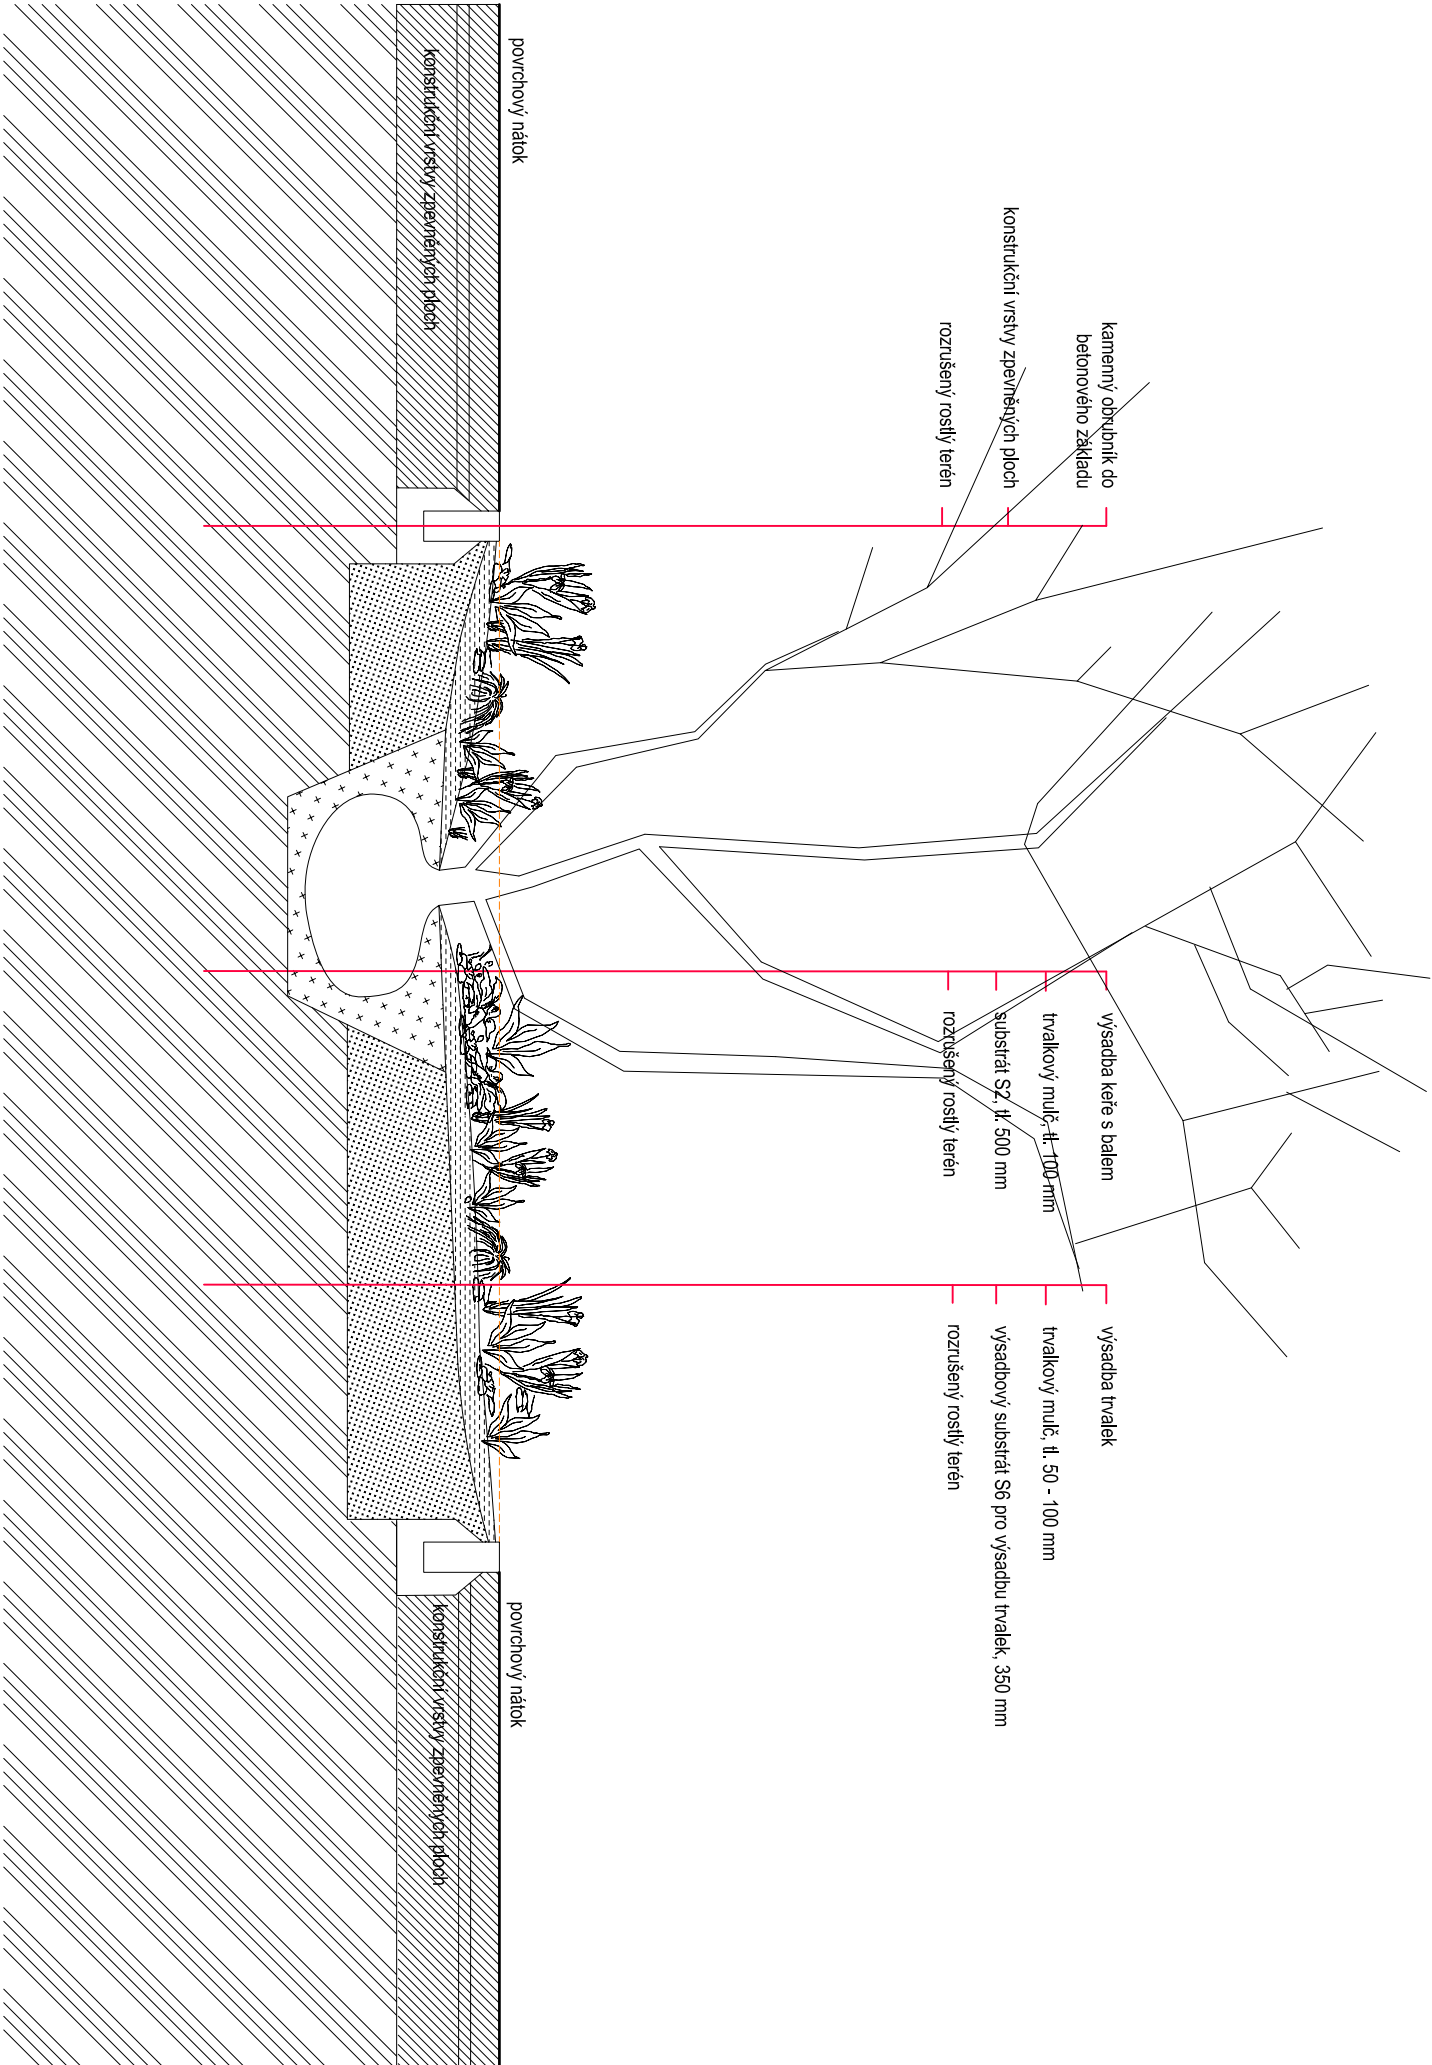 kamenný obrubník do
betonového základu
konstrukční vrstvy zpevněných ploch
rozrušený rostlý terén
výsadba keře s balem
trvalkový mulč, tl. 100 mm
substrát S2, tl. 500 mm
rozrušený rostlý terén
výsadba trvalek
trvalkový mulč, tl. 50 - 100 mm
výsadbový substrát S6 pro výsadbu trvalek, 350 mm
rozrušený rostlý terén
povrchový nátok
konstrukční vrstvy zpevněných ploch
povrchový nátok
konstrukční vrstvy zpevněných ploch